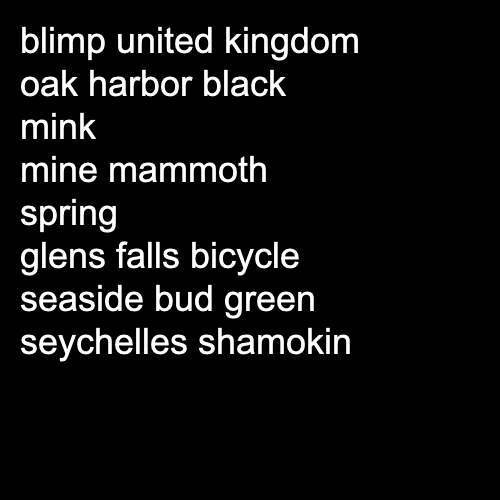 blimp united kingdom
oak harbor black
mink
mine mammoth
spring
glens falls bicycle
seaside bud green
seychelles shamokin